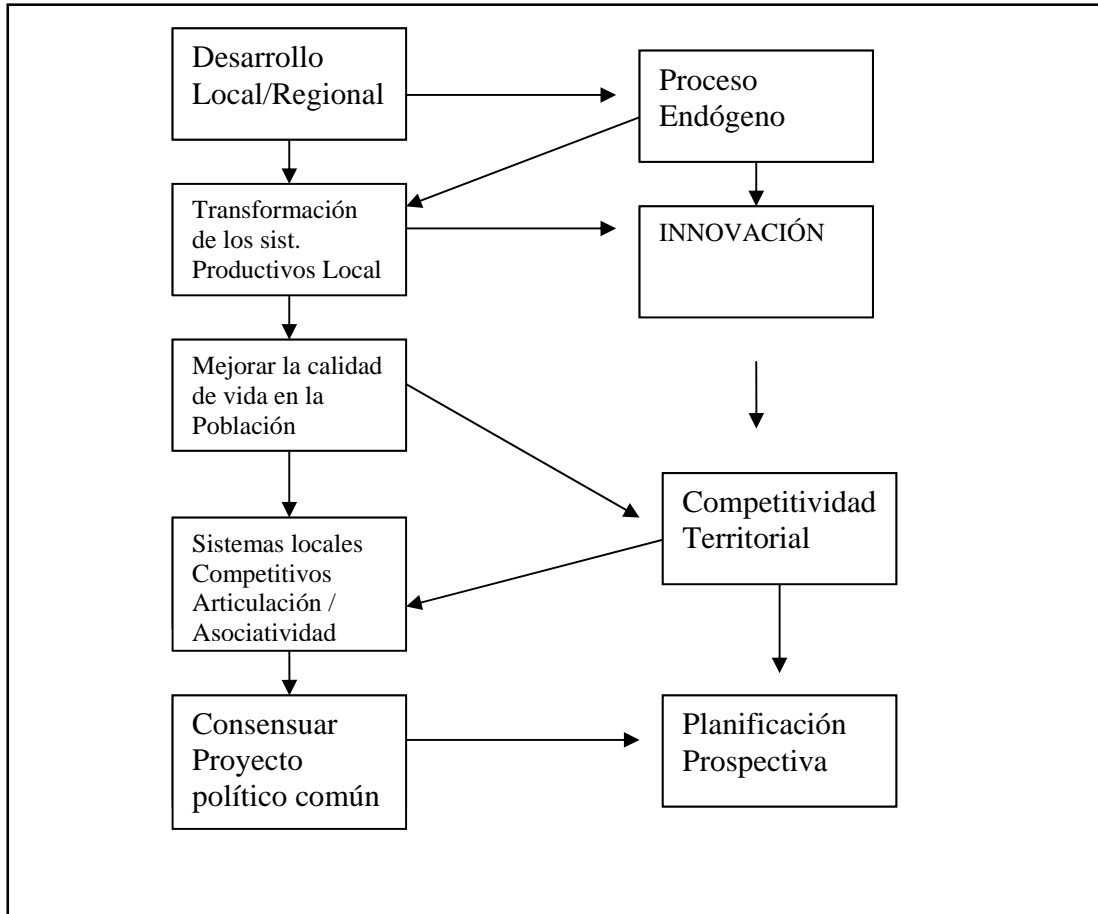 Desarrollo
Local/Regional
Proceso
Endógeno
Transformación
de los sist.
Productivos Local
INNOVACIÓN
Mejorar la calidad
de vida en la
Población
Competitividad
Territorial
Sistemas locales
Competitivos
Articulación /
Asociatividad
Consensuar
Proyecto
político común
Planificación
Prospectiva